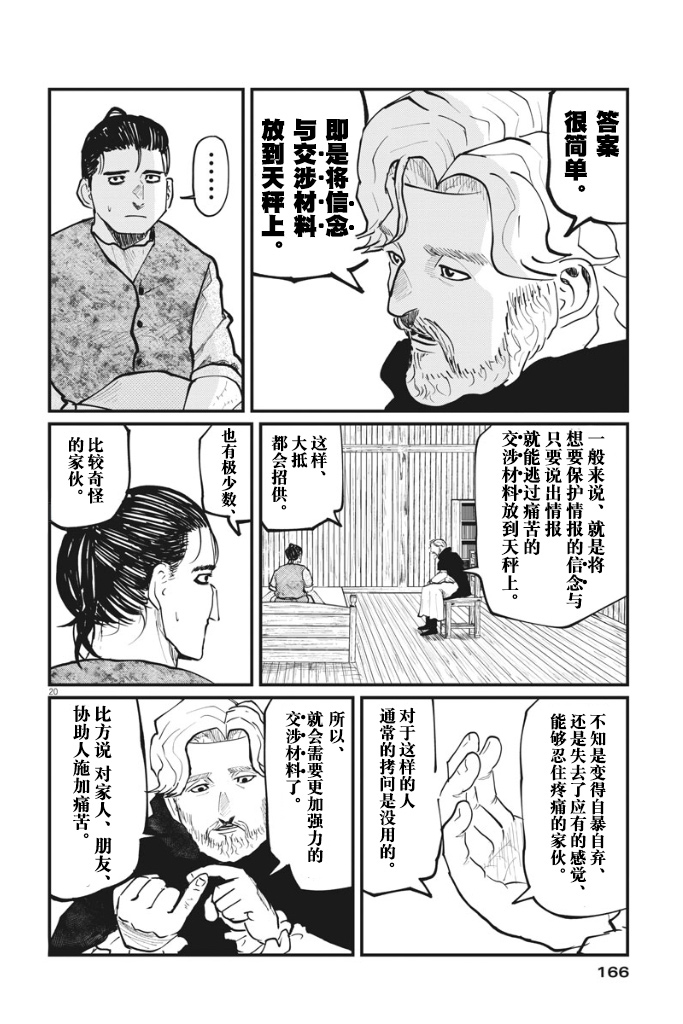 答案
很简单。
即是将信念
与交涉材料
放到天秤上。
……
一般来说、就是将
想要保护情报的信念与
只要说出情报
就能逃过痛苦的
交涉材料放到天秤上。
这样、
大抵
都会招供。
也有极少数、
比较奇怪
的家伙。
20
不知是变得自暴自弃、
还是失去了应有的感觉、
能够忍住疼痛的家伙。
对于这样的人
通常的拷问是没用的。
所以、
就会需要更加强力的
交涉材料了。
比方说 对家人、朋友、
协助人施加痛苦。
166